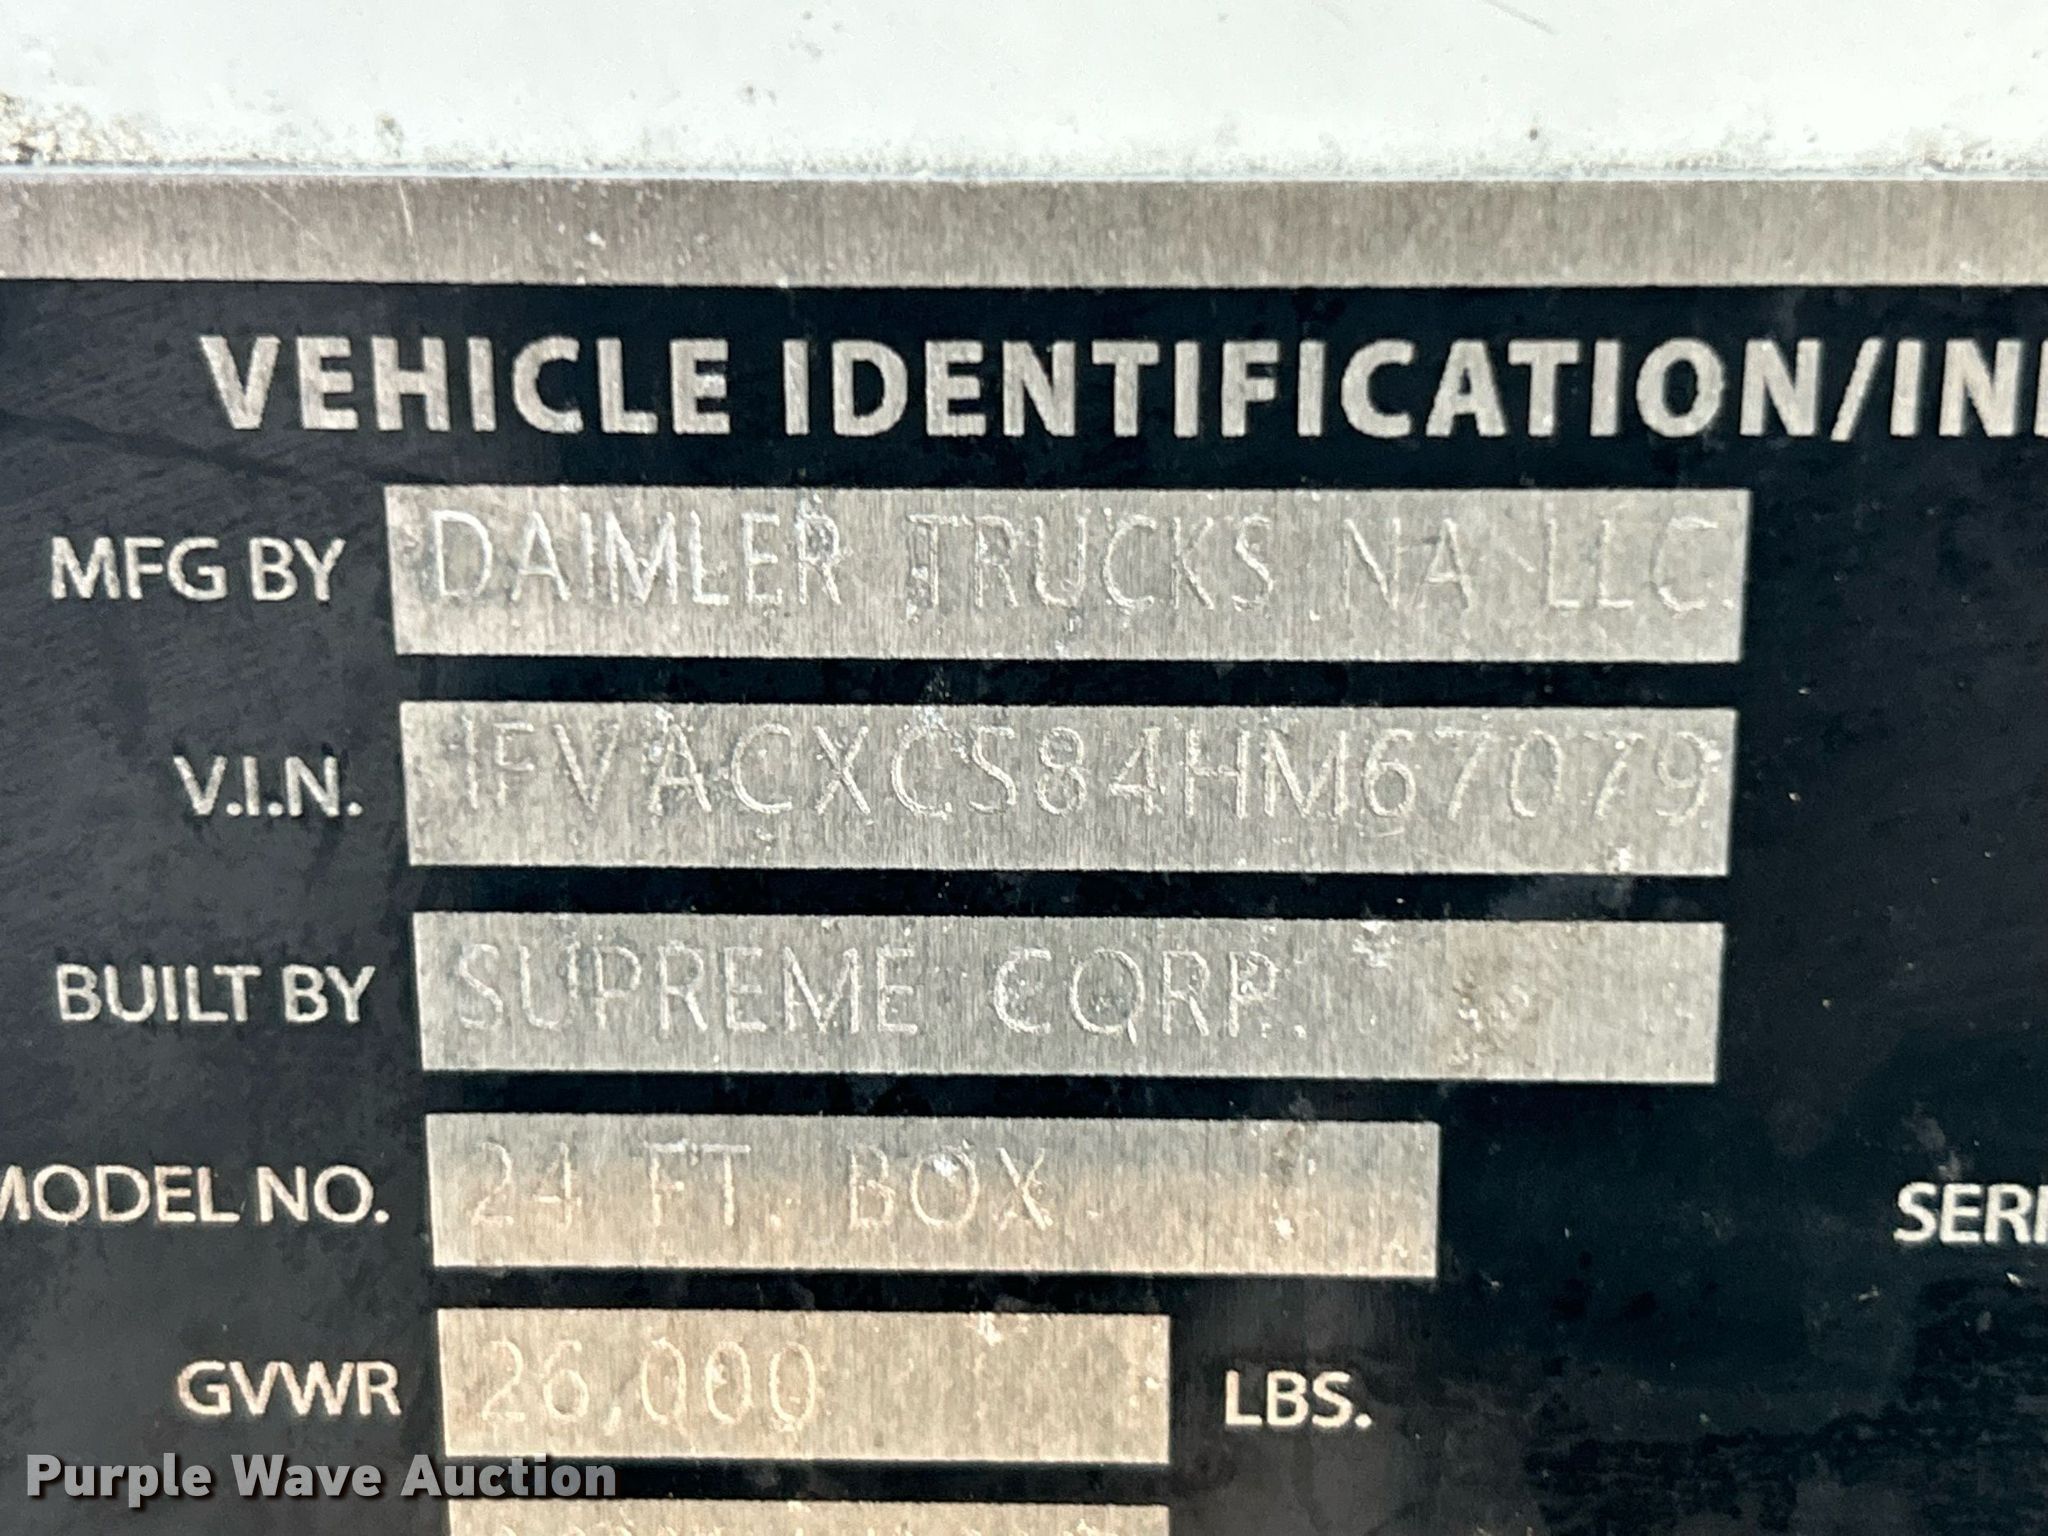 VEHICLE IDENTIFICATION/IN
MFG BY DAIMLER TRUCKS NA LLC.
V.I.N. 1FVACXCS84HM67079
BUILT BY SUPREME CORP.
MODEL NO. 24 FT. BOX SERI
GVWR 26,000 LBS.
Purple Wave Auction